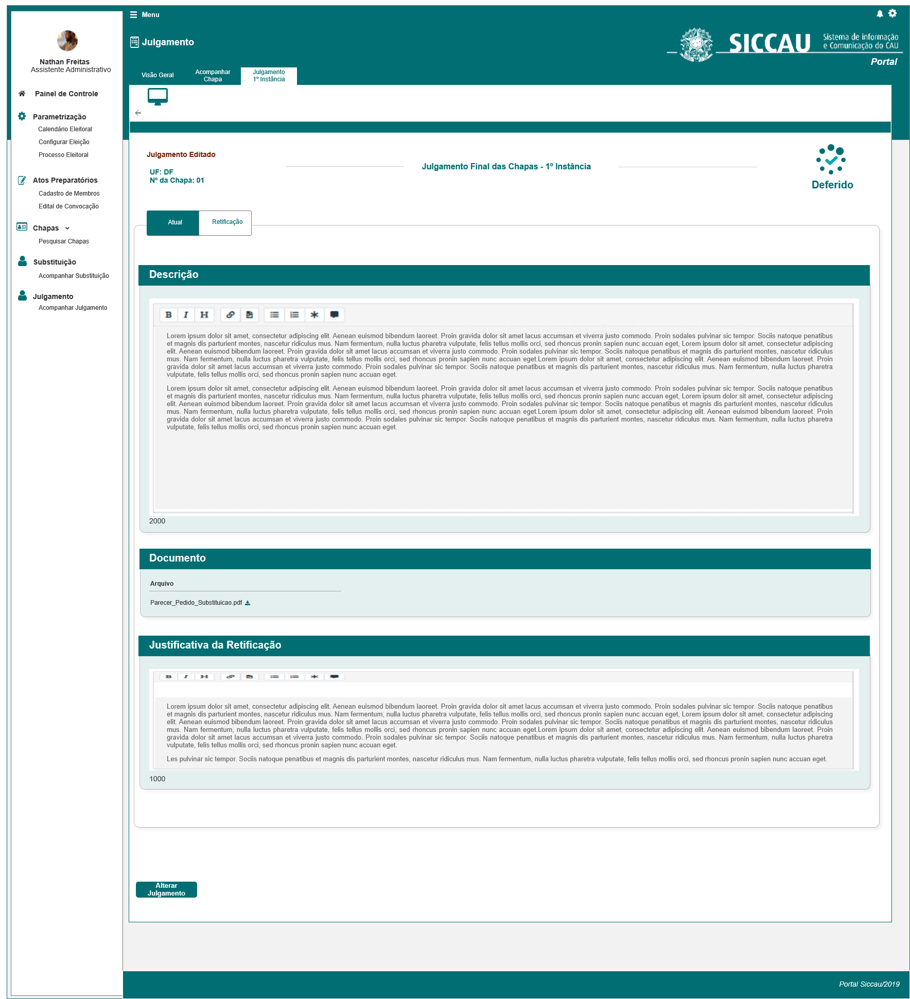 Menu
Julgamento
SICCAU
Sistema de informação
e Comunicação do CAU
Portal
Nathan Freitas
Assistente Administrativo
Visão Geral
Acompanhar
Chapa
Julgamento
1º Instância
Painel de Controle
Parametrização
Calendário Eleitoral
Configurar Eleição
Processo Eleitoral
Atos Preparatórios
Cadastro de Membros
Edital de Convocação
Chapas
Pesquisar Chapas
Substituição
Acompanhar Substituição
Julgamento
Acompanhar Julgamento
Julgamento Editado
UF: DF
Nº da Chapa: 01
Julgamento Final das Chapas - 1º Instância
Deferido
Atual
Retificação
Descrição
B I H
Lorem ipsum dolor sit amet, consectetur adipiscing elit. Aenean euismod bibendum laoreet. Proin gravida dolor sit amet lacus accumsan et viverra justo commodo. Proin sodales pulvinar sic tempor. Sociis natoque penatibus
et magnis dis parturient montes, nascetur ridiculus mus. Nam fermentum, nulla luctus pharetra vulputate, felis tellus mollis orci, sed rhoncus pronin sapien nunc accuan eget, Lorem ipsum dolor sit amet, consectetur adipiscing
elit. Aenean euismod bibendum laoreet. Proin gravida dolor sit amet lacus accumsan et viverra justo commodo. Proin sodales pulvinar sic tempor. Sociis natoque penatibus et magnis dis parturient montes, nascetur ridiculus
mus. Nam fermentum, nulla luctus pharetra vulputate, felis tellus mollis orci, sed rhoncus pronin sapien nunc accuan eget.Lorem ipsum dolor sit amet, consectetur adipiscing elit. Aenean euismod bibendum laoreet. Proin
gravida dolor sit amet lacus accumsan et viverra justo commodo. Proin sodales pulvinar sic tempor. Sociis natoque penatibus et magnis dis parturient montes, nascetur ridiculus mus. Nam fermentum, nulla luctus pharetra
vulputate, felis tellus mollis orci, sed rhoncus pronin sapien nunc accuan eget.
Lorem ipsum dolor sit amet, consectetur adipiscing elit. Aenean euismod bibendum laoreet. Proin gravida dolor sit amet lacus accumsan et viverra justo commodo. Proin sodales pulvinar sic tempor. Sociis natoque penatibus
et magnis dis parturient montes, nascetur ridiculus mus. Nam fermentum, nulla luctus pharetra vulputate, felis tellus mollis orci, sed rhoncus pronin sapien nunc accuan eget, Lorem ipsum dolor sit amet, consectetur adipiscing
elit. Aenean euismod bibendum laoreet. Proin gravida dolor sit amet lacus accumsan et viverra justo commodo. Proin sodales pulvinar sic tempor. Sociis natoque penatibus et magnis dis parturient montes, nascetur ridiculus
mus. Nam fermentum, nulla luctus pharetra vulputate, felis tellus mollis orci, sed rhoncus pronin sapien nunc accuan eget.Lorem ipsum dolor sit amet, consectetur adipiscing elit. Aenean euismod bibendum laoreet. Proin
gravida dolor sit amet lacus accumsan et viverra justo commodo. Proin sodales pulvinar sic tempor. Sociis natoque penatibus et magnis dis parturient montes, nascetur ridiculus mus. Nam fermentum, nulla luctus pharetra
vulputate, felis tellus mollis orci, sed rhoncus pronin sapien nunc accuan eget.
2000
Documento
Arquivo
Parecer_Pedido_Substituicao.pdf
Justificativa da Retificação
B I H
Lorem ipsum dolor sit amet, consectetur adipiscing elit. Aenean euismod bibendum laoreet. Proin gravida dolor sit amet lacus accumsan et viverra justo commodo. Proin sodales pulvinar sic tempor. Sociis natoque penatibus
et magnis dis parturient montes, nascetur ridiculus mus. Nam fermentum, nulla luctus pharetra vulputate, felis tellus mollis orci, sed rhoncus pronin sapien nunc accuan eget, Lorem ipsum dolor sit amet, consectetur adipiscing
elit. Aenean euismod bibendum laoreet. Proin gravida dolor sit amet lacus accumsan et viverra justo commodo. Proin sodales pulvinar sic tempor. Sociis natoque penatibus et magnis dis parturient montes, nascetur ridiculus
mus. Nam fermentum, nulla luctus pharetra vulputate, felis tellus mollis orci, sed rhoncus pronin sapien nunc accuan eget.Lorem ipsum dolor sit amet, consectetur adipiscing elit. Aenean euismod bibendum laoreet. Proin
gravida dolor sit amet lacus accumsan et viverra justo commodo. Proin sodales pulvinar sic tempor. Sociis natoque penatibus et magnis dis parturient montes, nascetur ridiculus mus. Nam fermentum, nulla luctus pharetra
vulputate, felis tellus mollis orci, sed rhoncus pronin sapien nunc accuan eget.
Les pulvinar sic tempor. Sociis natoque penatibus et magnis dis parturient montes, nascetur ridiculus mus. Nam fermentum, nulla luctus pharetra vulputate, felis tellus mollis orci, sed rhoncus pronin sapien nunc accuan eget.
1000
Alterar
Julgamento
Portal Siccau/2019